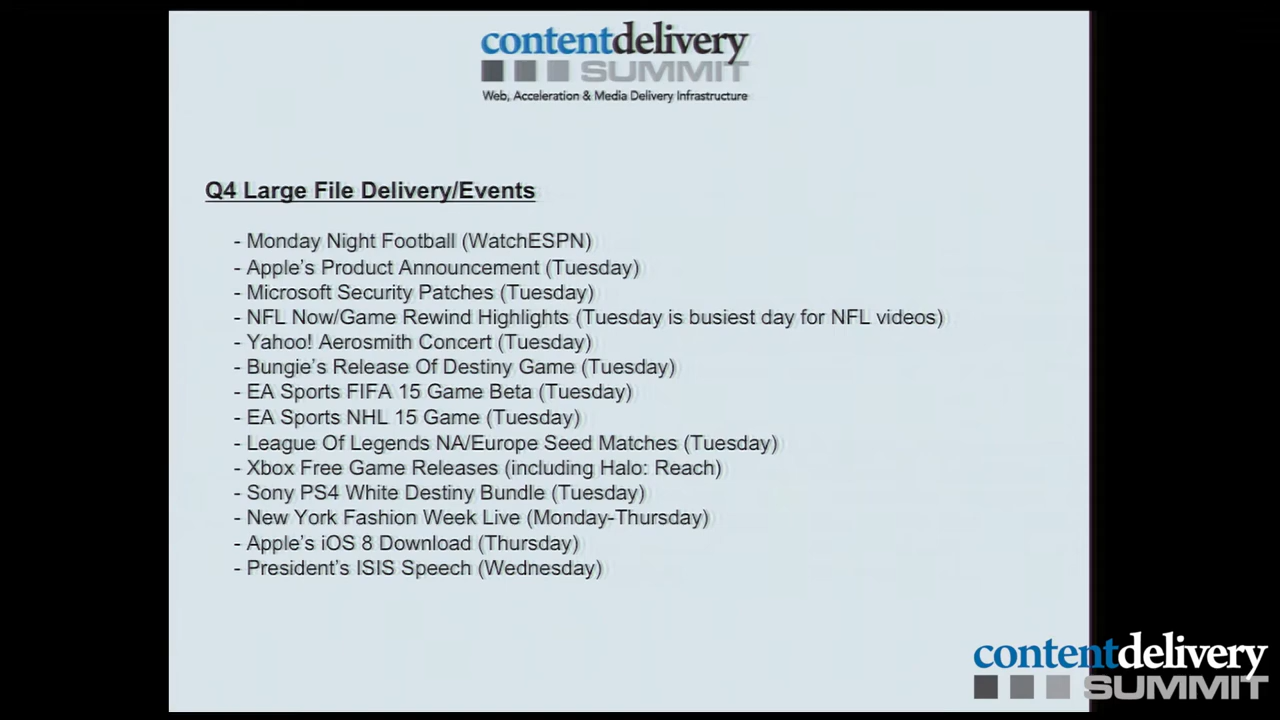 contentdelivery
SUMMIT
Web, Acceleration & Media Delivery Infrastructure
Q4 Large File Delivery/Events
- Monday Night Football (WatchESPN)
- Apple's Product Announcement (Tuesday)
- Microsoft Security Patches (Tuesday)
- NFL Now/Game Rewind Highlights (Tuesday is busiest day for NFL videos)
- Yahoo! Aerosmith Concert (Tuesday)
- Bungie's Release Of Destiny Game (Tuesday)
- EA Sports FIFA 15 Game Beta (Tuesday)
- EA Sports NHL 15 Game (Tuesday)
- League Of Legends NA/Europe Seed Matches (Tuesday)
- Xbox Free Game Releases (including Halo: Reach)
- Sony PS4 White Destiny Bundle (Tuesday)
- New York Fashion Week Live (Monday-Thursday)
- Apple's iOS 8 Download (Thursday)
- President's ISIS Speech (Wednesday)
contentdelivery
SUMMIT